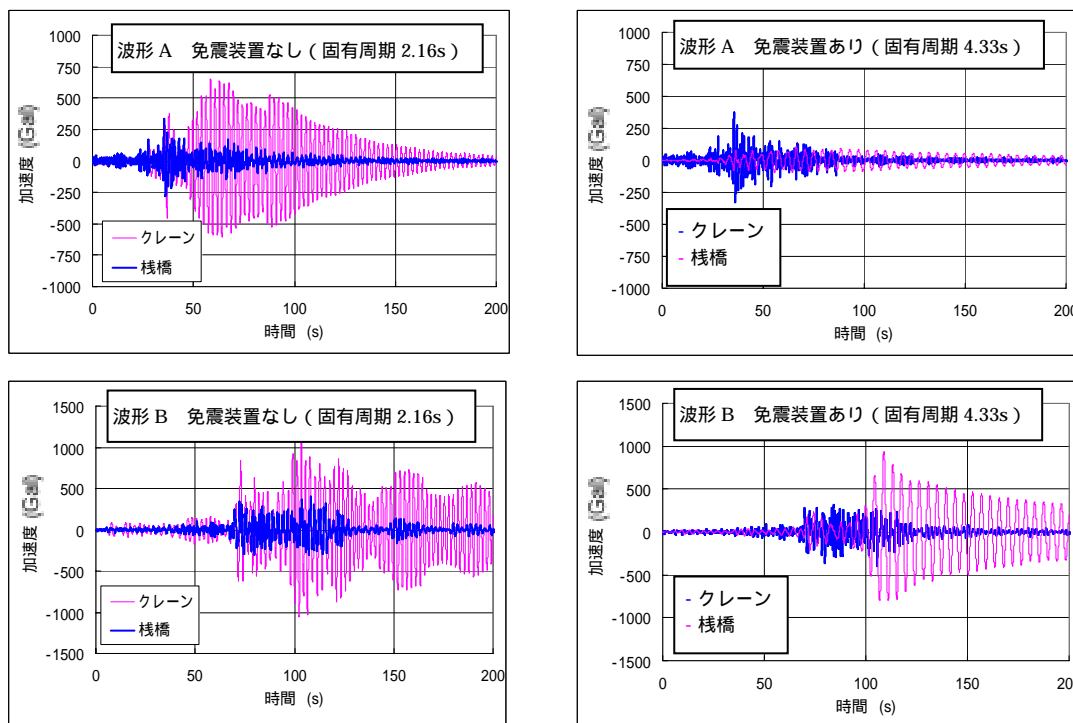 波形 A 免震装置なし ( 固有周期 2.16s )
1000
750
500
250
0
-250
-500
-750
-1000
加速度 (Gal)
クレーン
桟橋
0 50 100 150 200
時間 (s)
波形 A 免震装置あり ( 固有周期 4.33s )
1000
750
500
250
0
-250
-500
-750
-1000
加速度 (Gal)
クレーン
桟橋
0 50 100 150 200
時間 (s)
波形 B 免震装置なし ( 固有周期 2.16s )
1500
1000
500
0
-500
-1000
-1500
加速度 (Gal)
クレーン
桟橋
0 50 100 150 200
時間 (s)
波形 B 免震装置あり ( 固有周期 4.33s )
1500
1000
500
0
-500
-1000
-1500
加速度 (Gal)
クレーン
桟橋
0 50 100 150 200
時間 (s)